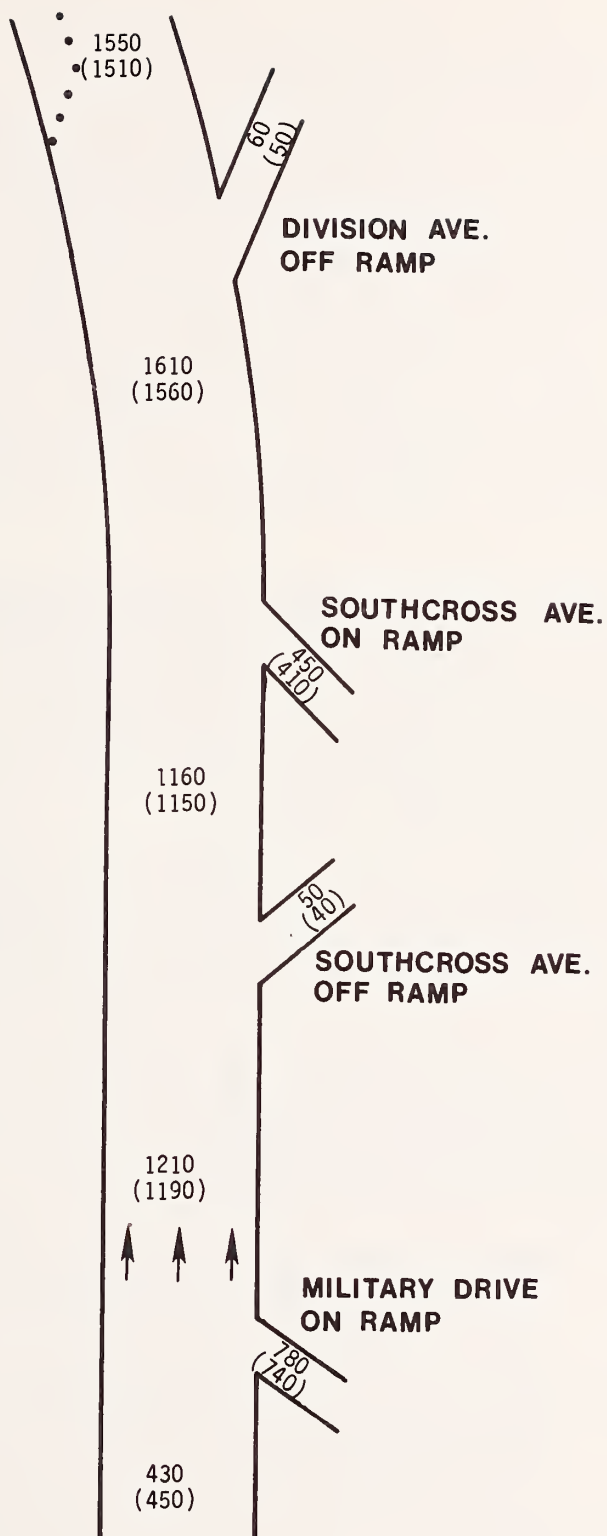 1550
(1510)
60
(50)
DIVISION AVE.
OFF RAMP
1610
(1560)
SOUTHCROSS AVE.
ON RAMP
450
(410)
1160
(1150)
50
(40)
SOUTHCROSS AVE.
OFF RAMP
1210
(1190)
MILITARY DRIVE
ON RAMP
780
(740)
430
(450)